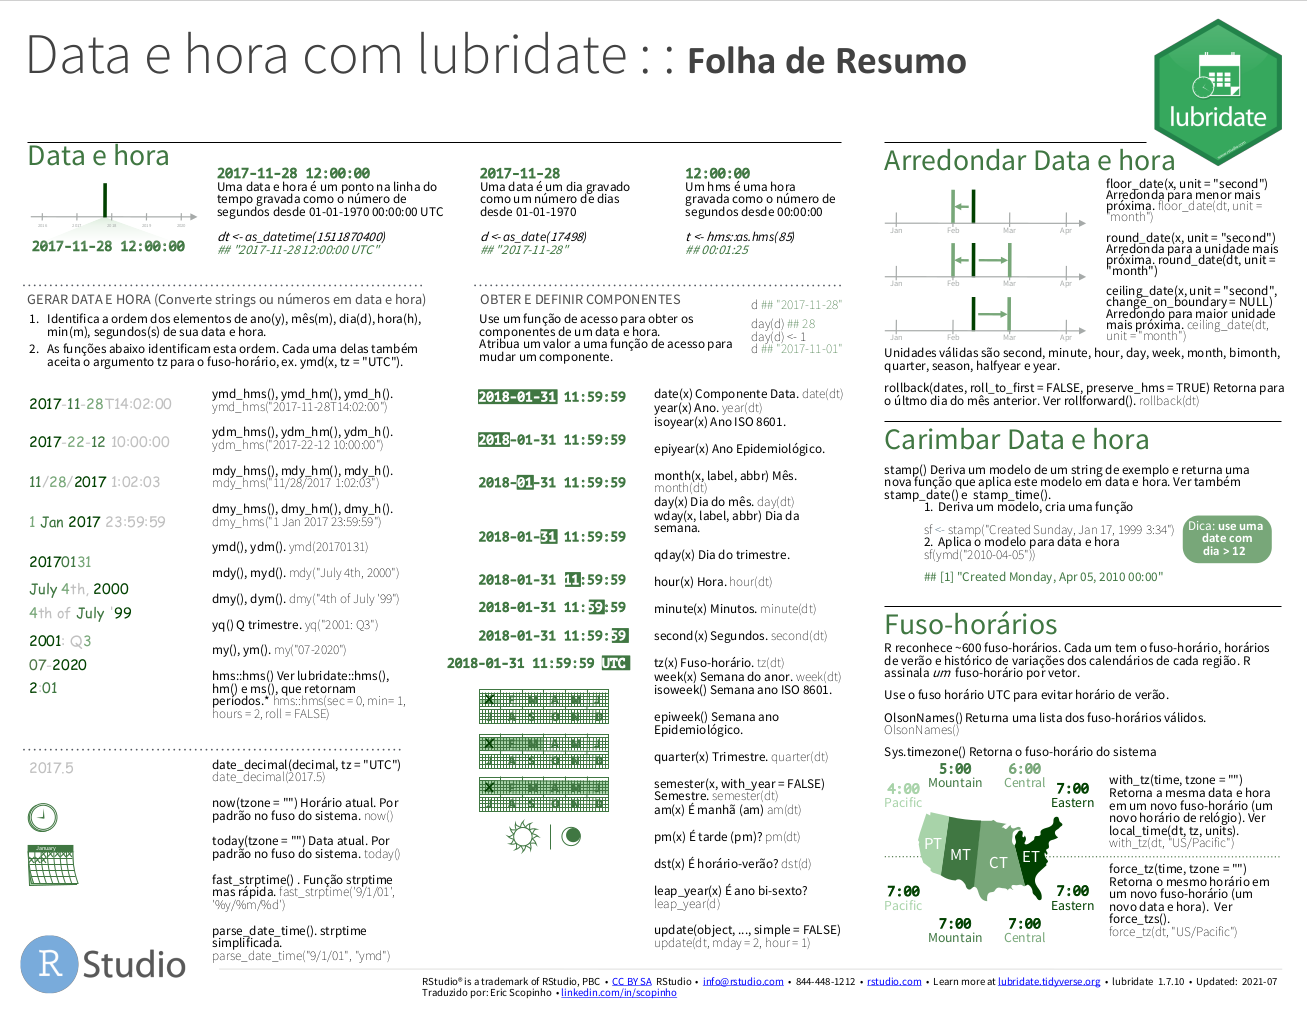 Data e hora com lubridate : : Folha de Resumo
lubridate
Data e hora
2017-11-28 12:00:00
2017-11-28 12:00:00
Uma data e hora é um ponto na linha do
tempo gravada como o número de
segundos desde 01-01-1970 00:00:00 UTC
dt <- as_datetime(1511870400)
## "2017-11-28 12:00:00 UTC"
2017-11-28
Uma data é um dia gravado
como um número de dias
desde 01-01-1970
d <- as_date(17498)
## "2017-11-28"
12:00:00
Um hms é uma hora
gravada como o número de
segundos desde 00:00:00
t <- hms::as.hms(85)
## 00:01:25
GERAR DATA E HORA (Converte strings ou números em data e hora)
1. Identifica a ordem dos elementos de ano(y), mês(m), dia(d), hora(h),
min(m), segundos(s) de sua data e hora.
2. As funções abaixo identificam esta ordem. Cada uma delas também
aceita o argumento tz para o fuso-horário, ex. ymd(x, tz = "UTC").
2017-11-28T14:02:00
ymd_hms(), ymd_hm(), ymd_h().
ymd_hms("2017-11-28T14:02:00")
2017-22-12 10:00:00
ydm_hms(), ydm_hm(), ydm_h().
ydm_hms("2017-22-12 10:00:00")
11/28/2017 1:02:03
mdy_hms(), mdy_hm(), mdy_h().
mdy_hms("11/28/2017 1:02:03")
1 Jan 2017 23:59:59
dmy_hms(), dmy_hm(), dmy_h().
dmy_hms("1 Jan 2017 23:59:59")
20170131
ymd(), ydm(). ymd(20170131)
July 4th, 2000
mdy(), myd(). mdy("July 4th, 2000")
4th of July '99
dmy(), dym(). dmy("4th of July '99")
2001: Q3
yq() Q trimestre. yq("2001: Q3")
07-2020
my(), ym(). my("07-2020")
2:01
hms::hms() Ver lubridate::hms(),
hm() e ms(), que retornam
períodos.* hms::hms(sec = 0, min= 1,
hours = 2, roll = FALSE)
2017.5
date_decimal(decimal, tz = "UTC")
date_decimal(2017.5)
now(tzone = "") Horário atual. Por
padrão no fuso do sistema. now()
January
today(tzone = "") Data atual. Por
padrão no fuso do sistema. today()
fast_strptime() . Função strptime
mas rápida. fast_strptime('9/1/01',
'%y/%m/%d')
parse_date_time(). strptime
simplificada.
parse_date_time("9/1/01", "ymd")
OBTER E DEFINIR COMPONENTES
Use um função de acesso para obter os
componentes de um data e hora.
Atribua um valor a uma função de acesso para
mudar um componente.
d ## "2017-11-28"
day(d) ## 28
day(d) <- 1
d ## "2017-11-01"
2018-01-31 11:59:59
date(x) Componente Data. date(dt)
2018-01-31 11:59:59
year(x) Ano. year(dt)
isoyear(x) Ano ISO 8601.
epiyear(x) Ano Epidemiológico.
2018-01-31 11:59:59
month(x, label, abbr) Mês.
month(dt)
2018-01-31 11:59:59
day(x) Dia do mês. day(dt)
wday(x, label, abbr) Dia da
semana.
qday(x) Dia do trimestre.
2018-01-31 11:59:59
hour(x) Hora. hour(dt)
2018-01-31 11:59:59
minute(x) Minutos. minute(dt)
2018-01-31 11:59:59
second(x) Segundos. second(dt)
2018-01-31 11:59:59 UTC
tz(x) Fuso-horário. tz(dt)
week(x) Semana do anor. week(dt)
isoweek() Semana ano ISO 8601.
epiweek() Semana ano
Epidemiológico.
quarter(x) Trimestre. quarter(dt)
semester(x, with_year = FALSE)
Semestre. semester(dt)
am(x) É manhã (am) am(dt)
pm(x) É tarde (pm)? pm(dt)
dst(x) É horário-verão? dst(d)
leap_year(x) É ano bi-sexto?
leap_year(d)
update(object, ..., simple = FALSE)
update(dt, mday = 2, hour = 1)
Arredondar Data e hora
Jan Feb Mar Apr
floor_date(x, unit = "second")
Arredonda para menor mais
próxima. floor_date(dt, unit =
"month")
Jan Feb Mar Apr
round_date(x, unit = "second")
Arredonda para a unidade mais
próxima. round_date(dt, unit =
"month")
Jan Feb Mar Apr
ceiling_date(x, unit = "second",
change_on_boundary = NULL)
Arredondo para maior unidade
mais próxima. ceiling_date(dt,
unit = "month")
Unidades válidas são second, minute, hour, day, week, month, bimonth,
quarter, season, halfyear e year.
rollback(dates, roll_to_first = FALSE, preserve_hms = TRUE) Retorna para
o últmo dia do mês anterior. Ver rollforward(). rollback(dt)
Carimbar Data e hora
stamp() Deriva um modelo de um string de exemplo e returna uma
nova função que aplica este modelo em data e hora. Ver também
stamp_date() e stamp_time().
1. Deriva um modelo, cria uma função
sf <- stamp("Created Sunday, Jan 17, 1999 3:34")
2. Aplica o modelo para data e hora
sf(ymd("2010-04-05"))
## [1] "Created Monday, Apr 05, 2010 00:00"
Dica: use uma
date com
dia > 12
Fuso-horários
R reconhece ~600 fuso-horários. Cada um tem o fuso-horário, horários
de verão e histórico de variações dos calendários de cada região. R
assinala um fuso-horário por vetor.
Use o fuso horário UTC para evitar horário de verão.
OlsonNames() Returna uma lista dos fuso-horários válidos.
OlsonNames()
Sys.timezone() Retorna o fuso-horário do sistema
5:00
Mountain
6:00
Central
4:00
Pacific
7:00
Eastern
PT MT CT ET
7:00
Pacific
7:00
Eastern
7:00
Mountain
7:00
Central
with_tz(time, tzone = "")
Retorna a mesma data e hora
em um novo fuso-horário (um
novo horário de relógio). Ver
local_time(dt, tz, units).
with_tz(dt, "US/Pacific")
force_tz(time, tzone = "")
Retorna o mesmo horário em
um novo fuso-horário (um
novo data e hora). Ver
force_tzs().
force_tz(dt, "US/Pacific")
R Studio
RStudio® is a trademark of RStudio, PBC • CC BY SA RStudio • info@rstudio.com • 844-448-1212 • rstudio.com • Learn more at lubridate.tidyverse.org • lubridate 1.7.10 • Updated: 2021-07
Traduzido por: Eric Scopinho • linkedin.com/in/scopinho